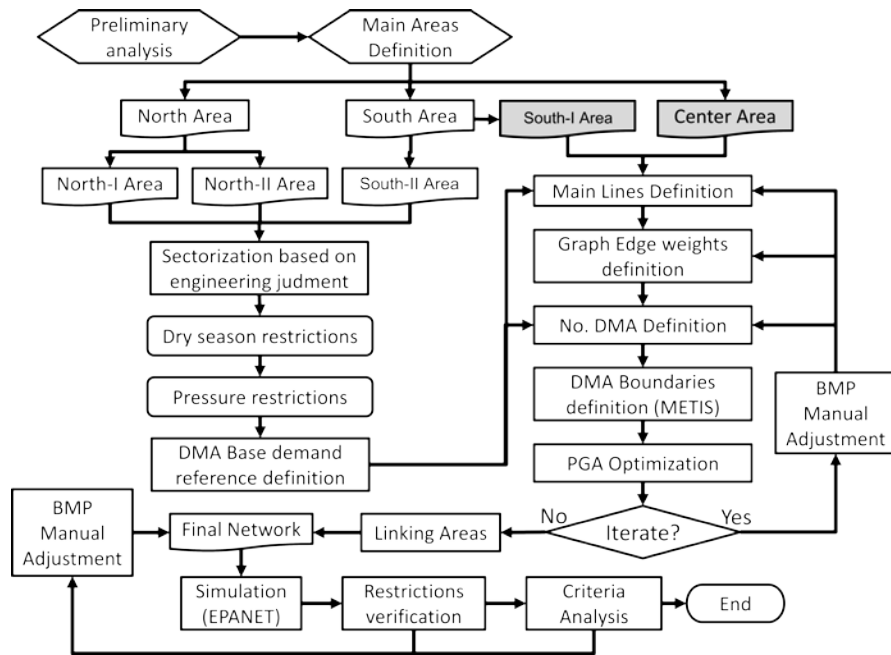 Preliminary
analysis
Main Areas
Definition
North Area
South Area
South-I Area
Center Area
North-I Area
North-II Area
South-II Area
Main Lines Definition
Sectorization based on
engineering judment
Graph Edge weights
definition
Dry season restrictions
No. DMA Definition
Pressure restrictions
DMA Boundaries
definition (METIS)
BMP
Manual
Adjustment
DMA Base demand
reference definition
PGA Optimization
BMP
Manual
Adjustment
Final Network
Linking Areas
No
Iterate?
Yes
Simulation
(EPANET)
Restrictions
verification
Criteria
Analysis
End